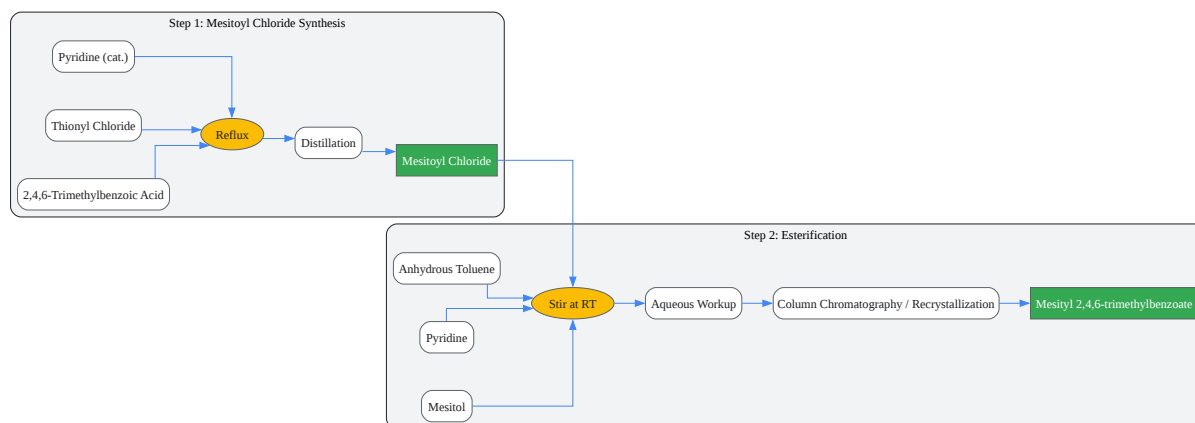 Step 1: Mesitoyl Chloride Synthesis
Pyridine (cat.)
Thionyl Chloride
Reflux
Distillation
Mesitoyl Chloride
2,4,6-Trimethylbenzoic Acid
Step 2: Esterification
Anhydrous Toluene
Stir at RT
Aqueous Workup
Column Chromatography / Recrystallization
Mesityl 2,4,6-trimethylbenzoate
Pyridine
Mesitol